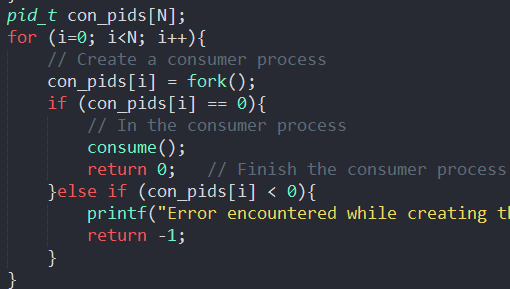 }
pid_t con_pids[N];
for (i=0; i<N; i++){
    // Create a consumer process
    con_pids[i] = fork();
    if (con_pids[i] == 0){
        // In the consumer process
        consume();
        return 0;   // Finish the consumer process
    }else if (con_pids[i] < 0){
        printf("Error encountered while creating
        return -1;
    }
}